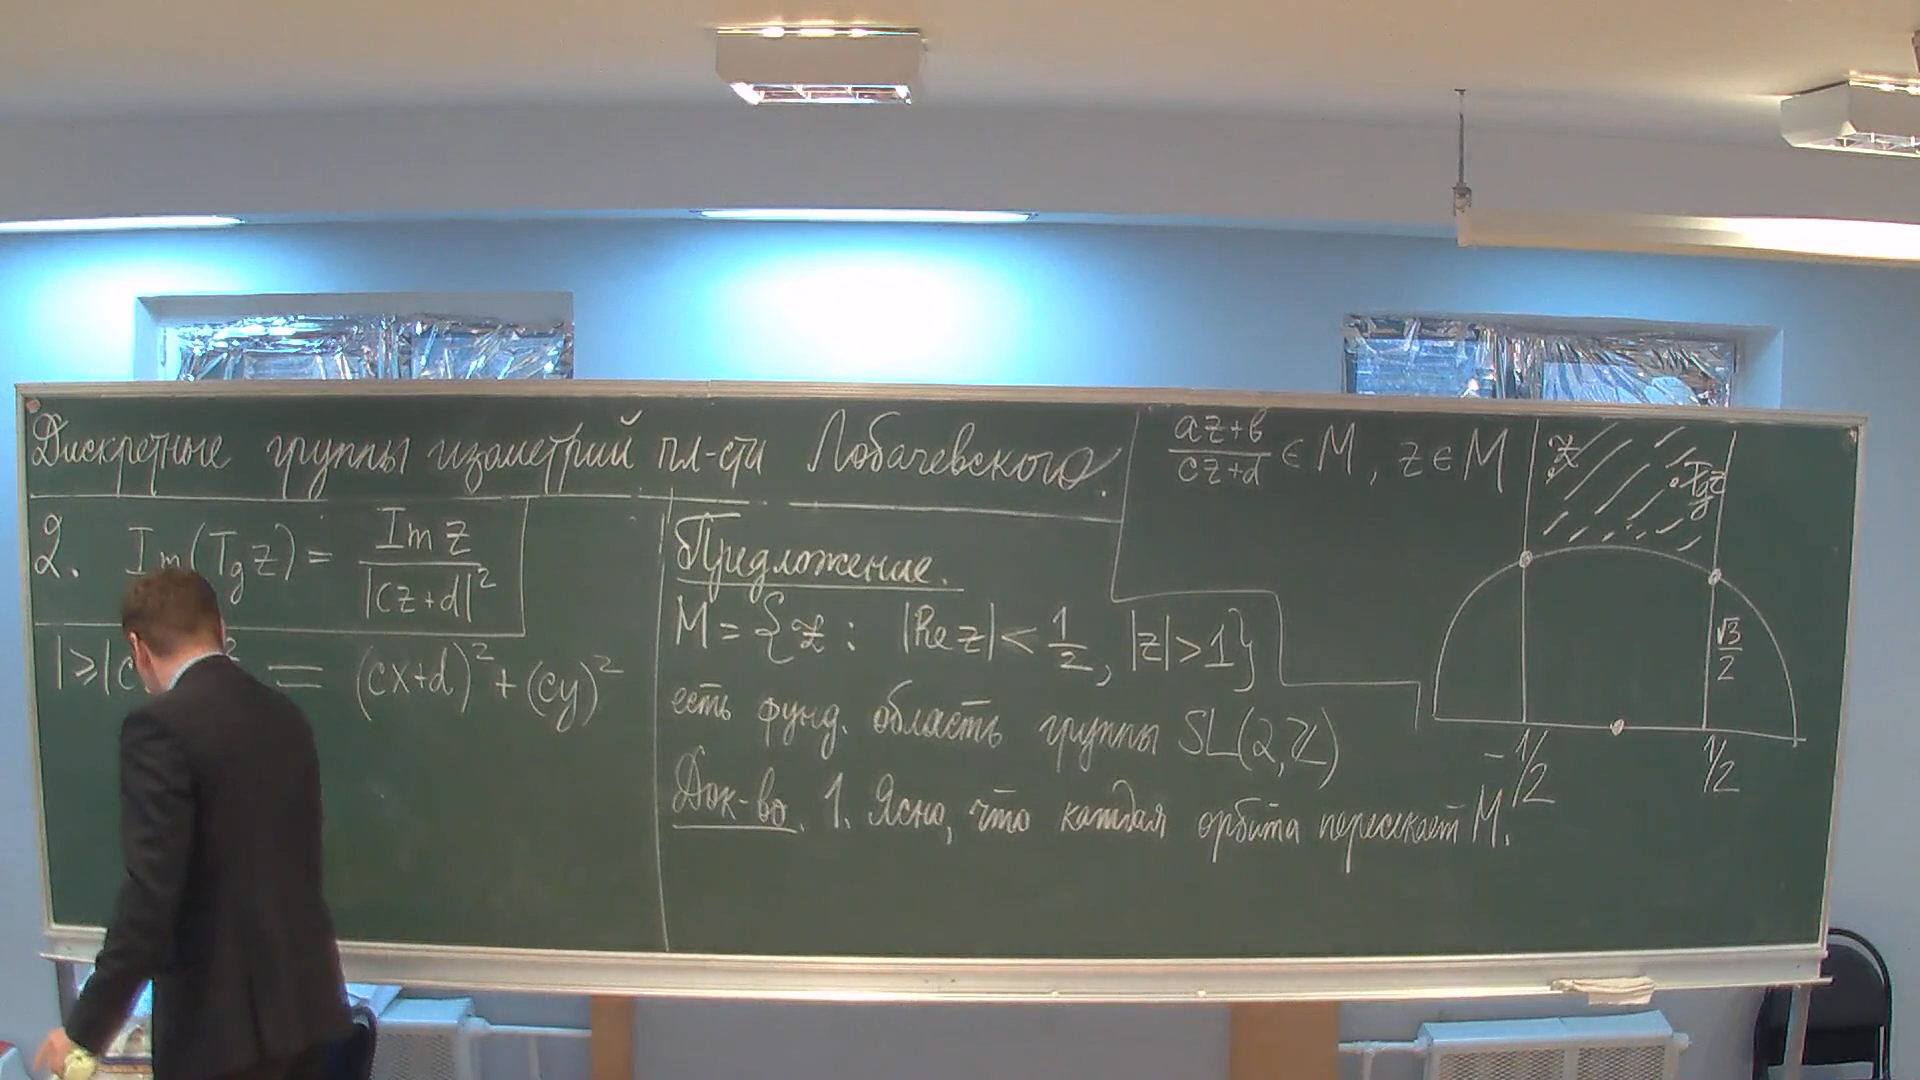 Дискретные группы изометрий пл-сти Лобачевского.
2. Im(T_g z) = Im z / |cz+d|²
1 ⩾ |c ² = (cx+d)² + (cy)²
Предложение.
M = {z : |Re z| < 1/2, |z| > 1}
есть фунд. область группы SL(2,ℤ)
Док-во. 1. Ясно, что каждая орбита пересекает M.
(az+b)/(cz+d) ∈ M, z ∈ M
z
T_g z
√3/2
-1/2
1/2